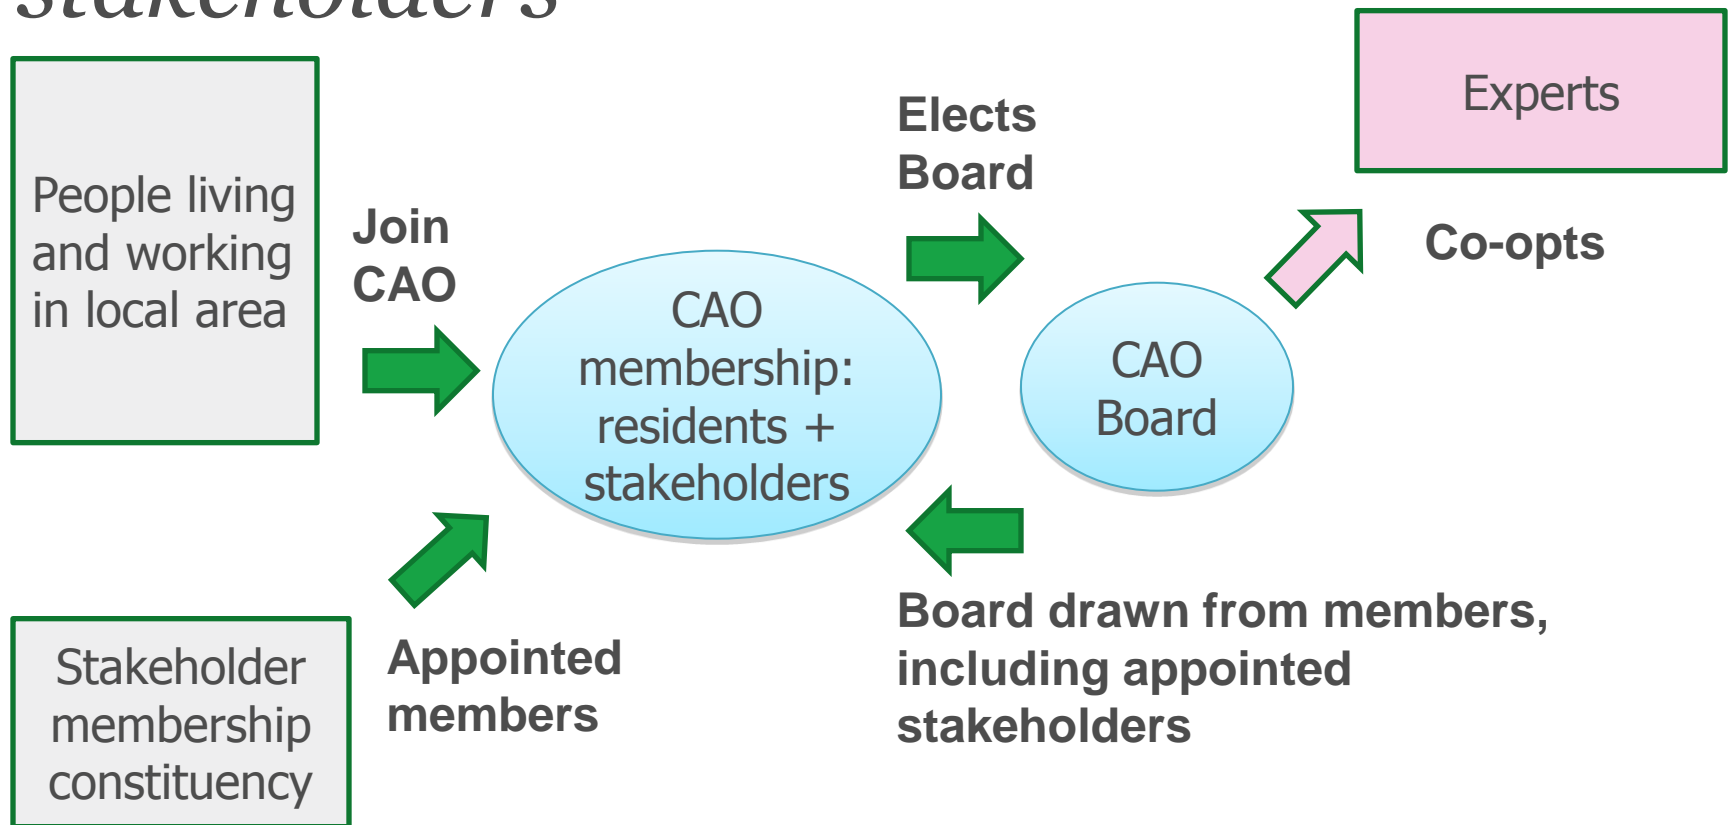 stakeholders
People living
and working
in local area
Join
CAO
CAO
membership:
residents +
stakeholders
Elects
Board
CAO
Board
Experts
Co-opts
Stakeholder
membership
constituency
Appointed
members
Board drawn from members,
including appointed
stakeholders